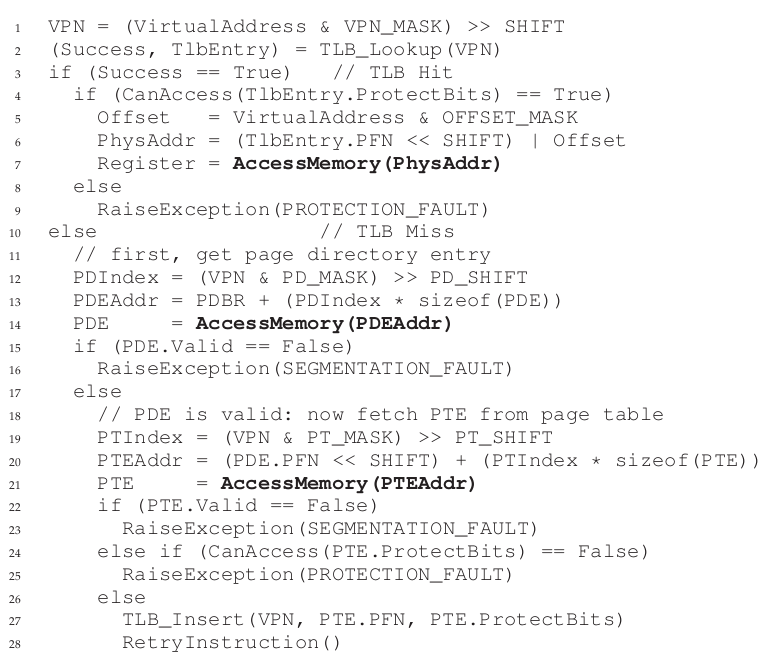 1 VPN = (VirtualAddress & VPN_MASK) >> SHIFT
2 (Success, TlbEntry) = TLB_Lookup(VPN)
3 if (Success == True)   // TLB Hit
4   if (CanAccess(TlbEntry.ProtectBits) == True)
5     Offset   = VirtualAddress & OFFSET_MASK
6     PhysAddr = (TlbEntry.PFN << SHIFT) | Offset
7     Register = AccessMemory(PhysAddr)
8   else
9     RaiseException(PROTECTION_FAULT)
10 else                  // TLB Miss
11   // first, get page directory entry
12   PDIndex = (VPN & PD_MASK) >> PD_SHIFT
13   PDEAddr = PDBR + (PDIndex * sizeof(PDE))
14   PDE     = AccessMemory(PDEAddr)
15   if (PDE.Valid == False)
16     RaiseException(SEGMENTATION_FAULT)
17   else
18     // PDE is valid: now fetch PTE from page table
19     PTIndex = (VPN & PT_MASK) >> PT_SHIFT
20     PTEAddr = (PDE.PFN << SHIFT) + (PTIndex * sizeof(PTE))
21     PTE     = AccessMemory(PTEAddr)
22     if (PTE.Valid == False)
23       RaiseException(SEGMENTATION_FAULT)
24     else if (CanAccess(PTE.ProtectBits) == False)
25       RaiseException(PROTECTION_FAULT)
26     else
27       TLB_Insert(VPN, PTE.PFN, PTE.ProtectBits)
28       RetryInstruction()